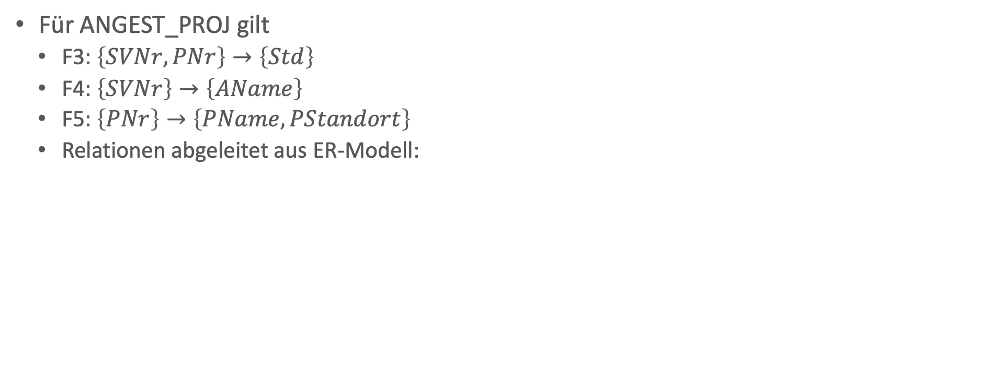 • Für ANGEST_PROJ gilt
• F3: {SVNr, PNr} → {Std}
• F4: {SVNr} → {AName}
• F5: {PNr} → {PName, PStandort}
• Relationen abgeleitet aus ER-Modell: